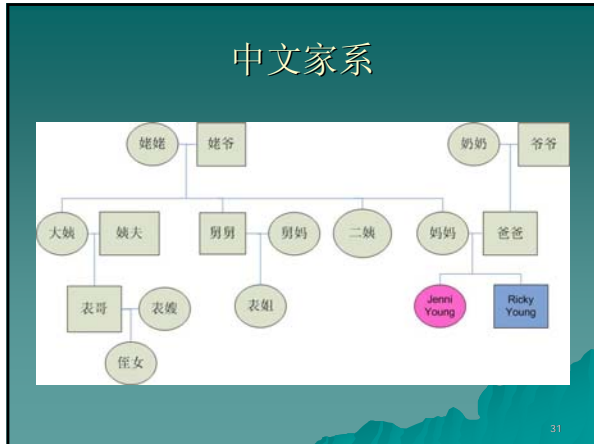 中文家系
姥姥 姥爷 奶奶 爷爷
大姨 姨夫 舅舅 舅妈 二姨 妈妈 爸爸
表哥 表嫂 表姐 Jenni Ricky
Young Young
侄女
31